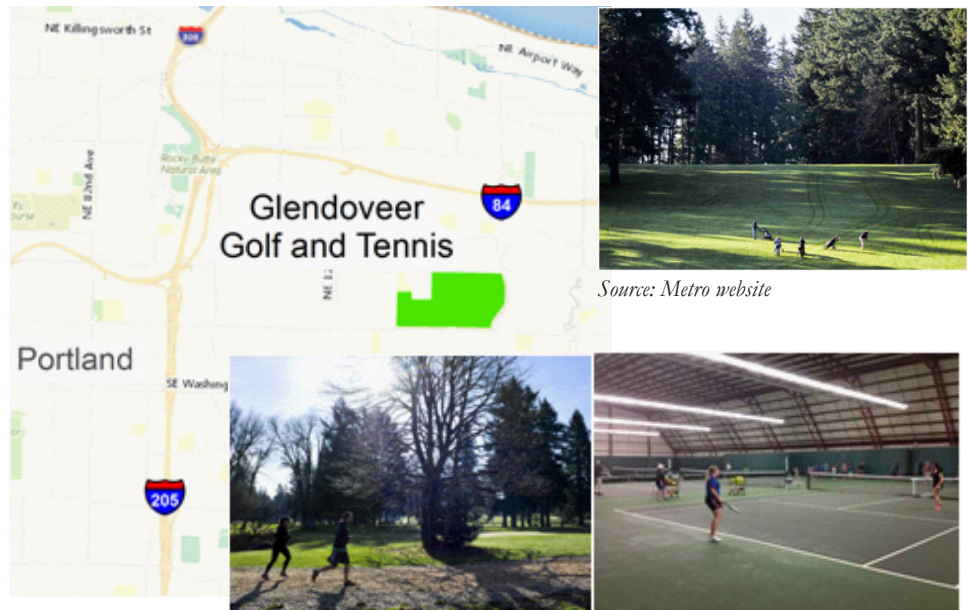 NE Killingsworth St
NE Airport Way
NE 82nd Ave
Rocky Butte
Natural Area
84
Glendoveer
Golf and Tennis
Source: Metro website
Portland
SE Washing
205